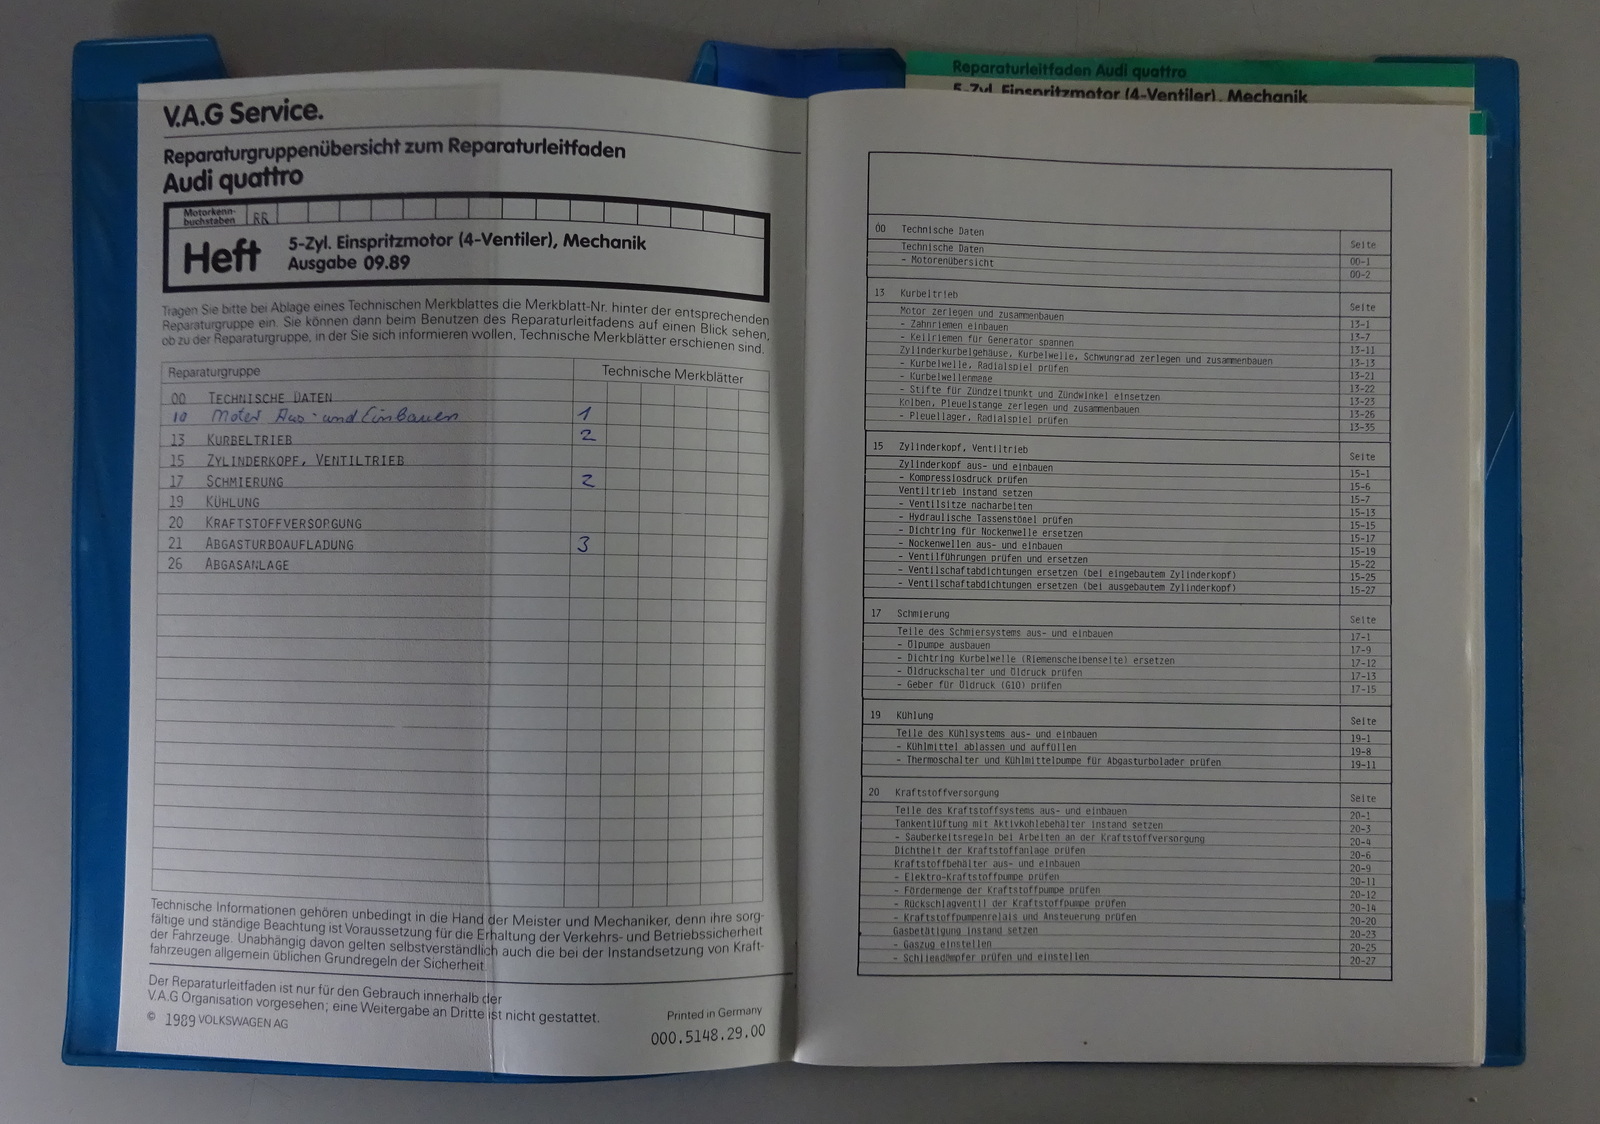 V.A.G Service.
Reparaturgruppenübersicht zum Reparaturleitfaden
Audi quattro
Motorkenn-
buchstaben RR
Heft 5-Zyl. Einspritzmotor (4-Ventiler), Mechanik
Ausgabe 09.89
Tragen Sie bitte bei Ablage eines Technischen Merkblattes die Merkblatt-Nr. hinter der entsprechenden
Reparaturgruppe ein. Sie können dann beim Benutzen des Reparaturleitfadens auf einen Blick sehen,
ob zu der Reparaturgruppe, in der Sie sich informieren wollen, Technische Merkblätter erschienen sind.
Reparaturgruppe Technische Merkblätter
00 TECHNISCHE DATEN
10 Motor Aus- und Einbauen 1
13 KURBELTRIEB 2
15 ZYLINDERKOPF, VENTILTRIEB
17 SCHMIERUNG 2
19 KÜHLUNG
20 KRAFTSTOFFVERSORGUNG
21 ABGASTURBOAUFLADUNG 3
26 ABGASANLAGE
Technische Informationen gehören unbedingt in die Hand der Meister und Mechaniker, denn ihre sorg-
fältige und ständige Beachtung ist Voraussetzung für die Erhaltung der Verkehrs- und Betriebssicherheit
der Fahrzeuge. Unabhängig davon gelten selbstverständlich auch die bei der Instandsetzung von Kraft-
fahrzeugen allgemein üblichen Grundregeln der Sicherheit.
Der Reparaturleitfaden ist nur für den Gebrauch innerhalb der
V.A.G Organisation vorgesehen; eine Weitergabe an Dritte ist nicht gestattet.
© 1989 VOLKSWAGEN AG
Printed in Germany
000.5148.29.00
Reparaturleitfaden Audi quattro
5-Zyl. Einspritzmotor (4-Ventiler), Mechanik
00 Technische Daten
Seite
Technische Daten 00-1
- Motorenübersicht 00-2
13 Kurbeltrieb
Seite
Motor zerlegen und zusammenbauen 13-1
- Zahnriemen einbauen 13-7
- Keilriemen für Generator spannen 13-11
Zylinderkurbelgehäuse, Kurbelwelle, Schwungrad zerlegen und zusammenbauen 13-13
- Kurbelwelle, Radialspiel prüfen 13-21
- Kurbelwellenmaße 13-22
- Stifte für Zündzeitpunkt und Zündwinkel einsetzen 13-23
Kolben, Pleuelstange zerlegen und zusammenbauen 13-26
- Pleuellager, Radialspiel prüfen 13-35
15 Zylinderkopf, Ventiltrieb
Seite
Zylinderkopf aus- und einbauen 15-1
- Kompressiosdruck prüfen 15-6
Ventiltrieb instand setzen 15-7
- Ventilsitze nacharbeiten 15-13
- Hydraulische Tassenstößel prüfen 15-15
- Dichtring für Nockenwelle ersetzen 15-17
- Nockenwellen aus- und einbauen 15-19
- Ventilführungen prüfen und ersetzen 15-22
- Ventilschaftabdichtungen ersetzen (bei eingebautem Zylinderkopf) 15-25
- Ventilschaftabdichtungen ersetzen (bei ausgebautem Zylinderkopf) 15-27
17 Schmierung
Seite
Teile des Schmiersystems aus- und einbauen 17-1
- Ölpumpe ausbauen 17-9
- Dichtring Kurbelwelle (Riemenscheibenseite) ersetzen 17-12
- Öldruckschalter und Öldruck prüfen 17-13
- Geber für Öldruck (G10) prüfen 17-15
19 Kühlung
Seite
Teile des Kühlsystems aus- und einbauen 19-1
- Kühlmittel ablassen und auffüllen 19-8
- Thermoschalter und Kühlmittelpumpe für Abgasturbolader prüfen 19-11
20 Kraftstoffversorgung
Seite
Teile des Kraftstoffsystems aus- und einbauen 20-1
Tankentlüftung mit Aktivkohlebehälter instand setzen 20-3
- Sauberkeitsregeln bei Arbeiten an der Kraftstoffversorgung 20-4
Dichtheit der Kraftstoffanlage prüfen 20-6
Kraftstoffbehälter aus- und einbauen 20-9
- Elektro-Kraftstoffpumpe prüfen 20-11
- Fördermenge der Kraftstoffpumpe prüfen 20-12
- Rückschlagventil der Kraftstoffpumpe prüfen 20-14
- Kraftstoffpumpenrelais und Ansteuerung prüfen 20-20
Gasbetätigung instand setzen 20-23
- Gaszug einstellen 20-25
- Schließdämpfer prüfen und einstellen 20-27